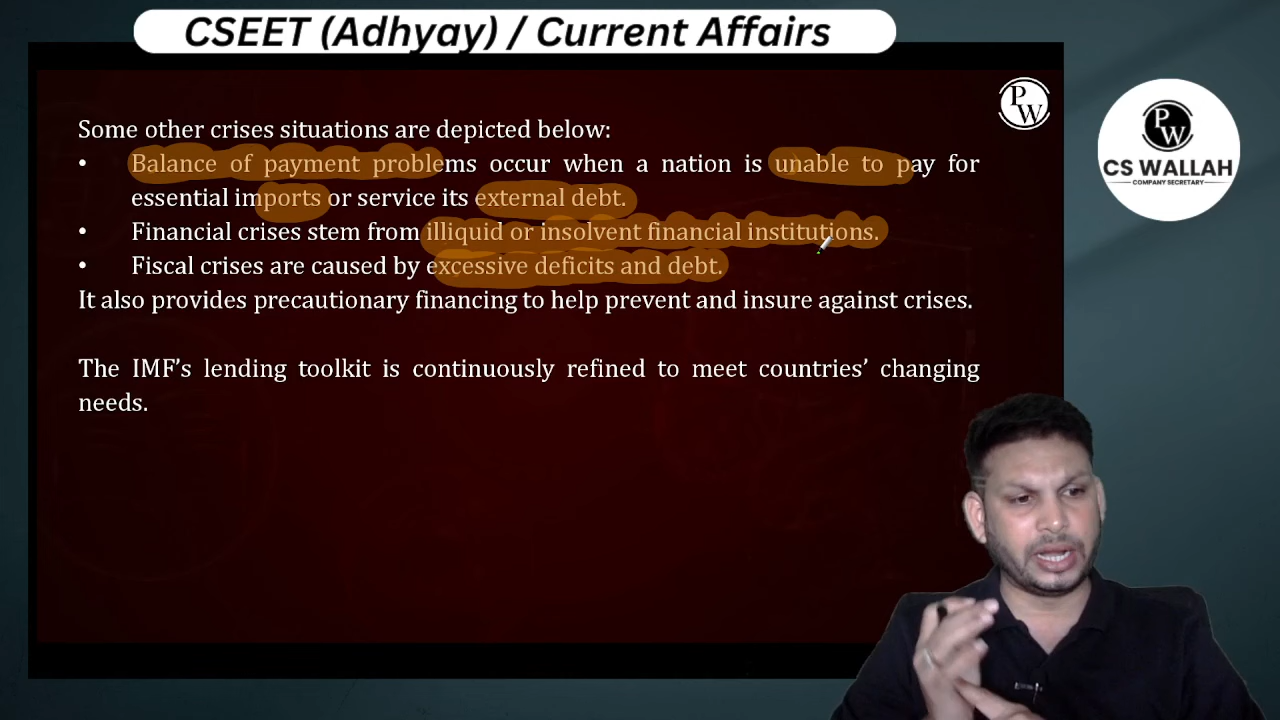 CSEET (Adhyay) / Current Affairs
PW
PW
CS WALLAH
COMPANY SECRETARY
Some other crises situations are depicted below:
• Balance of payment problems occur when a nation is unable to pay for
essential imports or service its external debt.
• Financial crises stem from illiquid or insolvent financial institutions.
• Fiscal crises are caused by excessive deficits and debt.
It also provides precautionary financing to help prevent and insure against crises.
The IMF’s lending toolkit is continuously refined to meet countries’ changing
needs.